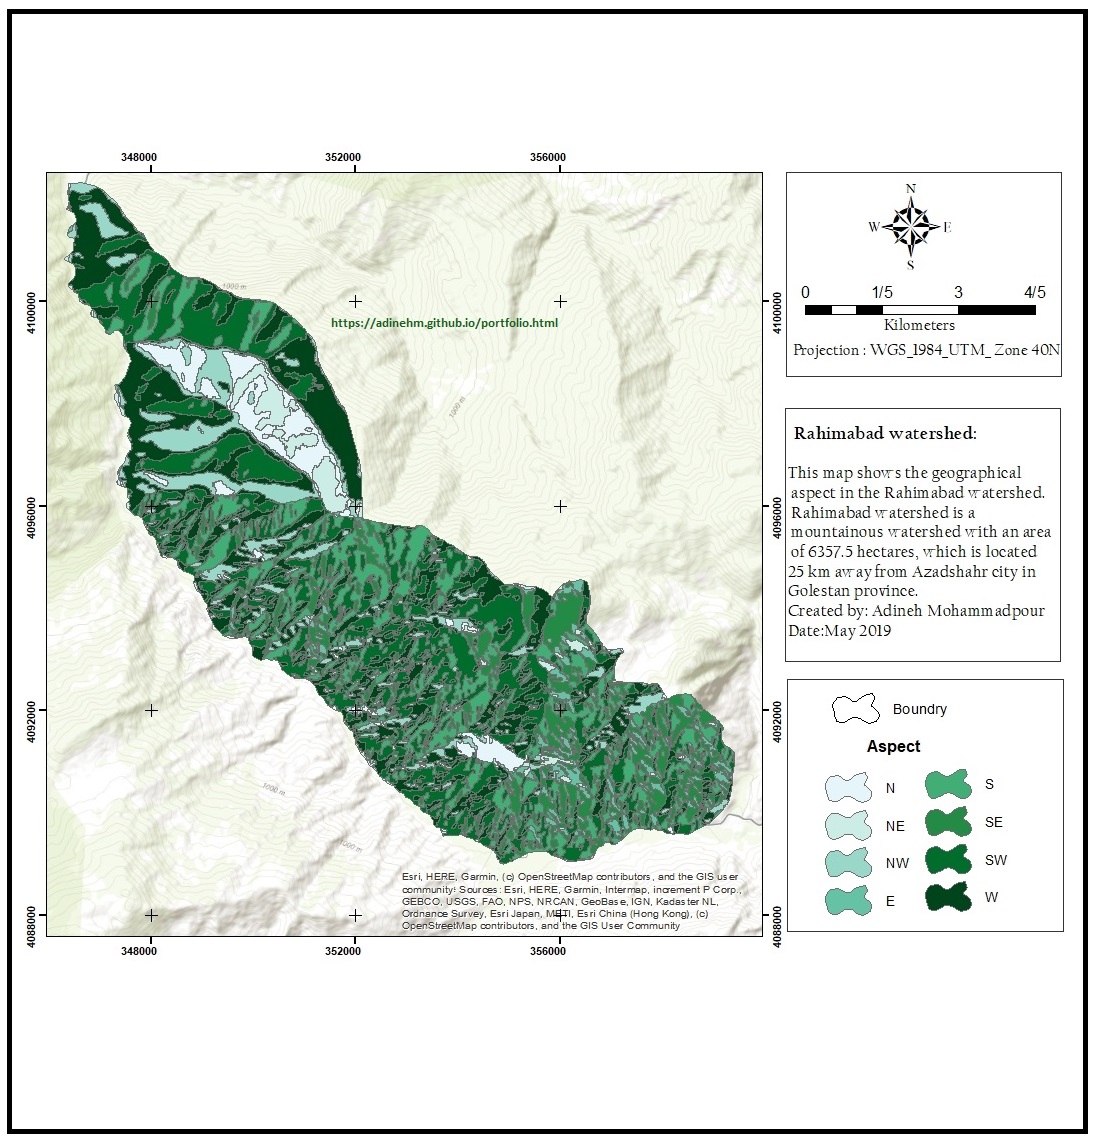 348000
352000
356000
4100000
4096000
4092000
4088000
1000 m
https://adinehm.github.io/portfolio.html
1000 m
1000 m
1000 m
Esri, HERE, Garmin, (c) OpenStreetMap contributors, and the GIS user
community; Sources: Esri, HERE, Garmin, Intermap, increment P Corp.,
GEBCO, USGS, FAO, NPS, NRCAN, GeoBase, IGN, Kadaster NL,
Ordnance Survey, Esri Japan, METI, Esri China (Hong Kong), (c)
OpenStreetMap contributors, and the GIS User Community
4100000
4096000
4092000
4088000
348000
352000
356000
N
W
E
S
0 1/5 3 4/5
Kilometers
Projection : WGS_1984_UTM_ Zone 40N
Rahimabad watershed:
This map shows the geographical
aspect in the Rahimabad watershed.
Rahimabad watershed is a
mountainous watershed with an area
of 6357.5 hectares, which is located
25 km away from Azadshahr city in
Golestan province.
Created by: Adineh Mohammadpour
Date:May 2019
Boundry
Aspect
N
S
NE
SE
NW
SW
E
W